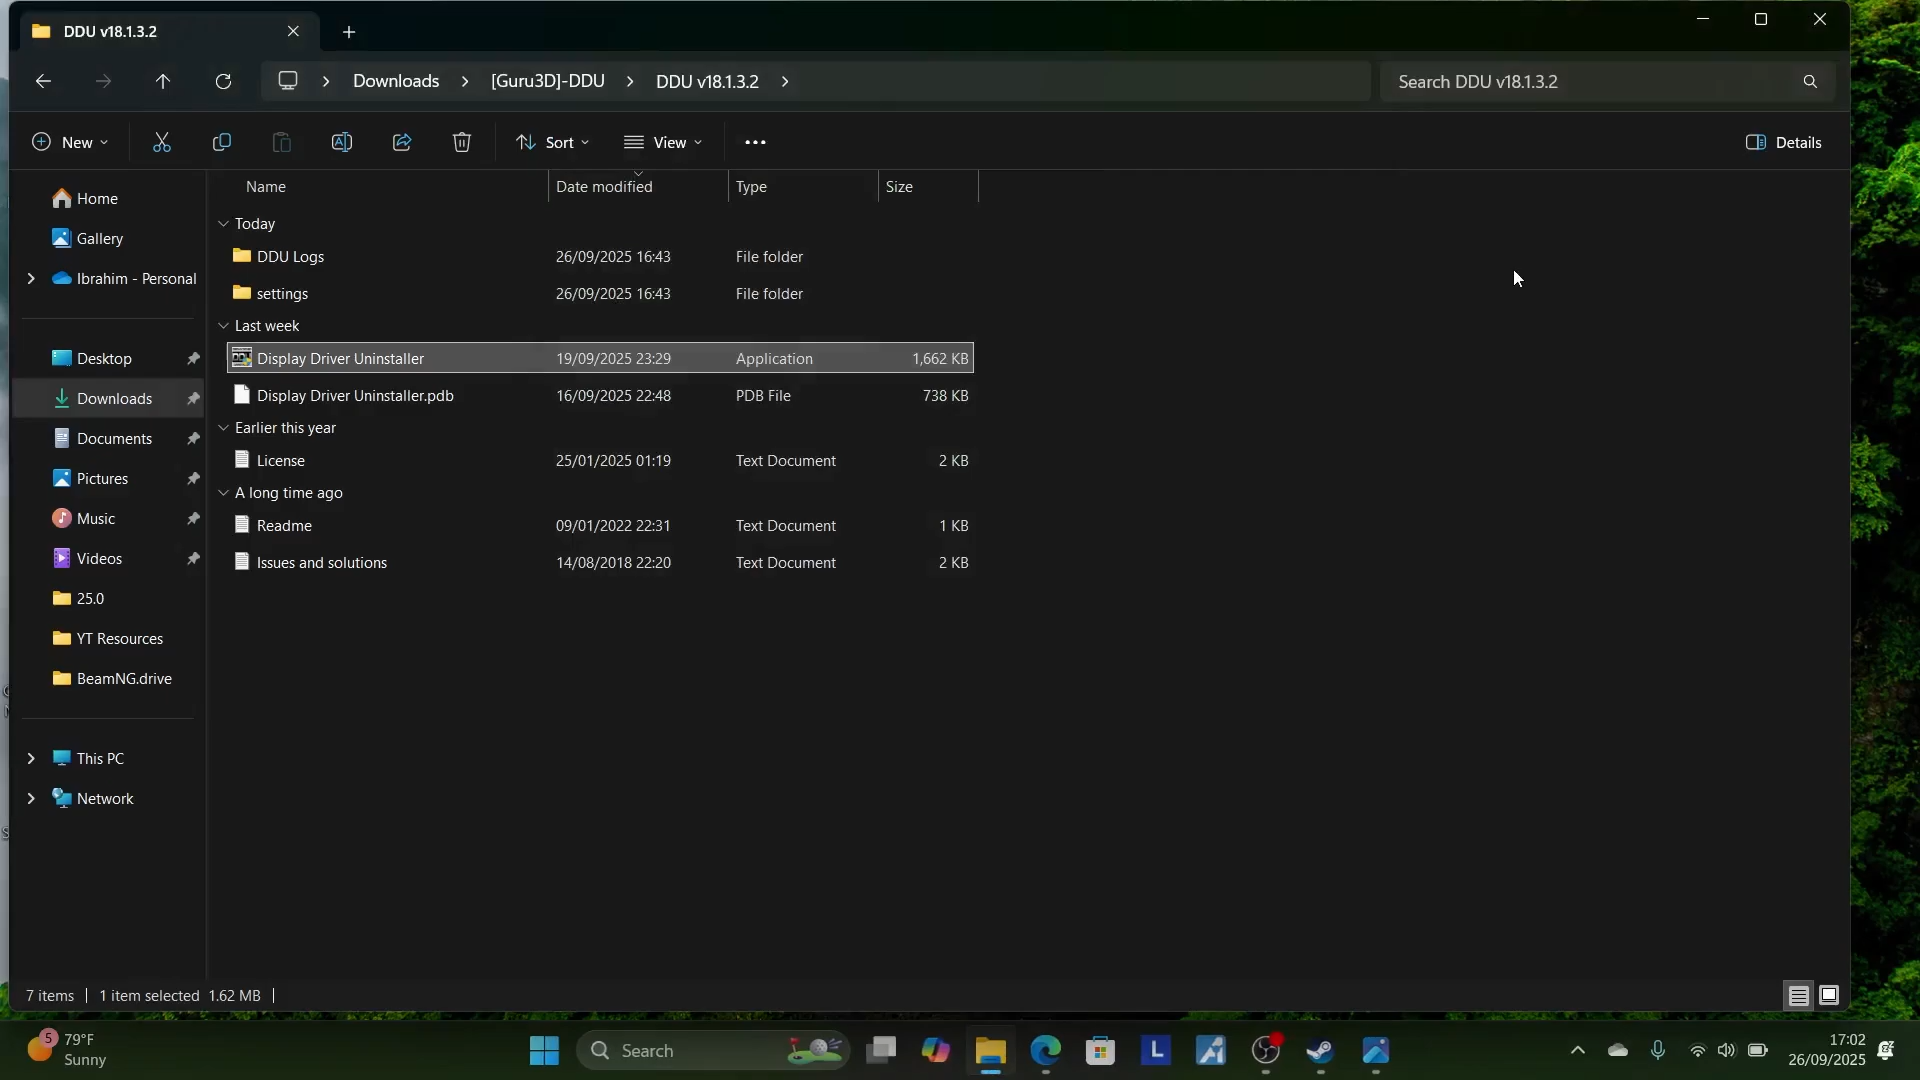 DDU v18.1.3.2
Downloads
[Guru3D]-DDU
DDU v18.1.3.2
Search DDU v18.1.3.2
New
Sort
View
Details
Name
Date modified
Type
Size
Home
Gallery
Ibrahim - Personal
Desktop
Downloads
Documents
Pictures
Music
Videos
25.0
YT Resources
BeamNG.drive
This PC
Network
Today
DDU Logs 26/09/2025 16:43 File folder
settings 26/09/2025 16:43 File folder
Last week
Display Driver Uninstaller 19/09/2025 23:29 Application 1,662 KB
Display Driver Uninstaller.pdb 16/09/2025 22:48 PDB File 738 KB
Earlier this year
License 25/01/2025 01:19 Text Document 2 KB
A long time ago
Readme 09/01/2022 22:31 Text Document 1 KB
Issues and solutions 14/08/2018 22:20 Text Document 2 KB
7 items
1 item selected 1.62 MB
5
79°F
Sunny
Search
L
17:02
26/09/2025